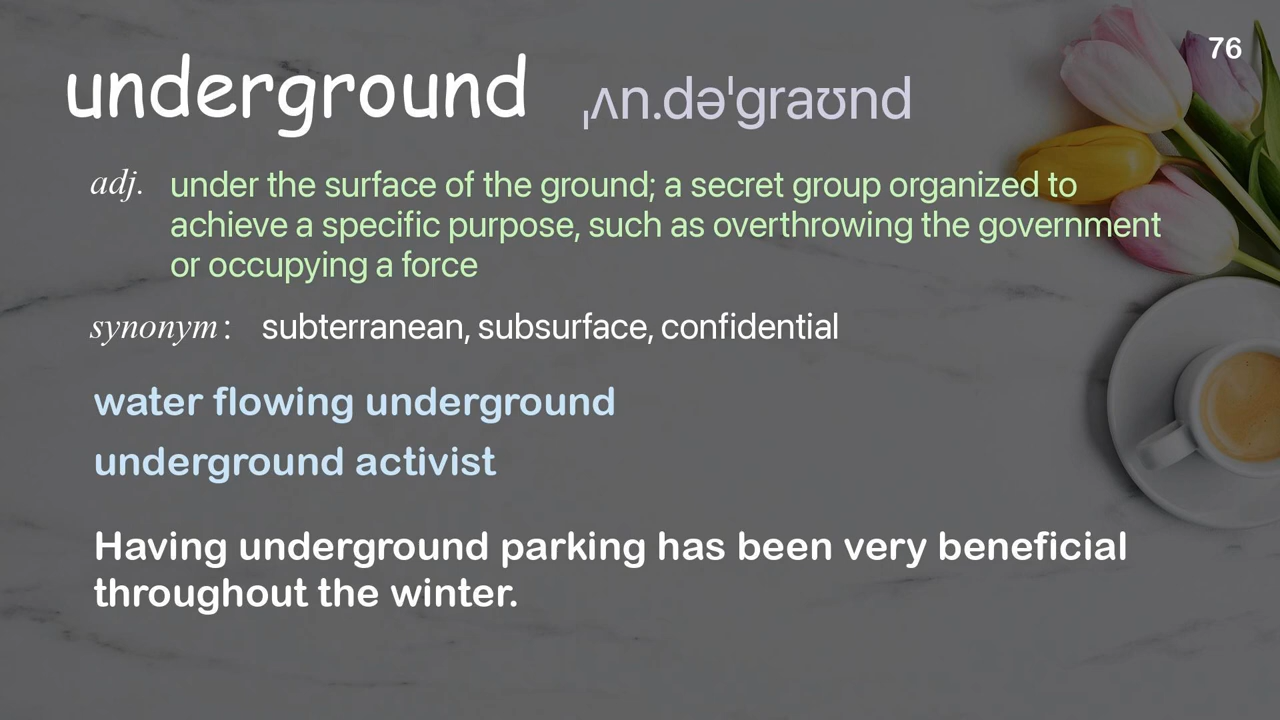 76
underground ˌʌn.dəˈɡraʊnd
adj. under the surface of the ground; a secret group organized to
achieve a specific purpose, such as overthrowing the government
or occupying a force
synonym: subterranean, subsurface, confidential
water flowing underground
underground activist
Having underground parking has been very beneficial
throughout the winter.